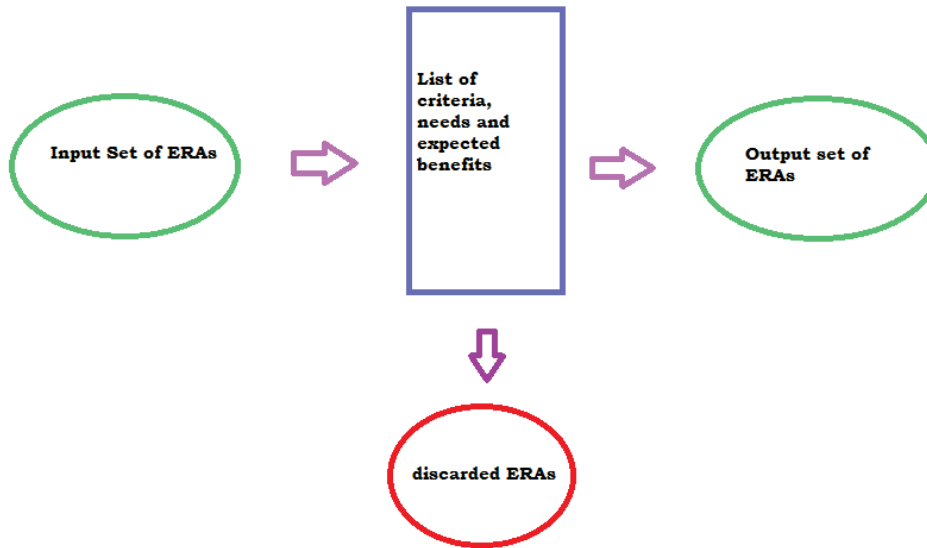 Input Set of ERAs
List of
criteria,
needs and
expected
benefits
Output set of
ERAs
discarded ERAs